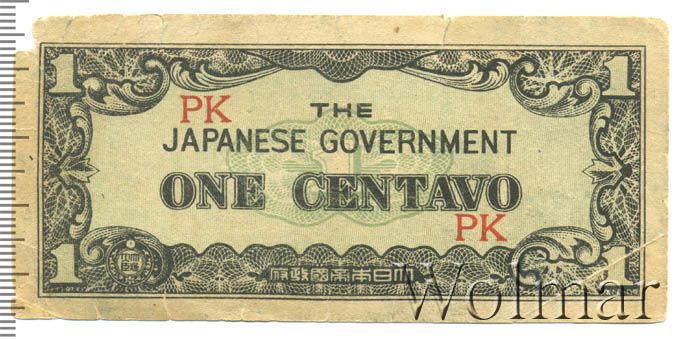 1 1
PK THE
JAPANESE GOVERNMENT
ONE CENTAVO
PK
1 1
府政國帝本日大
Wolmar